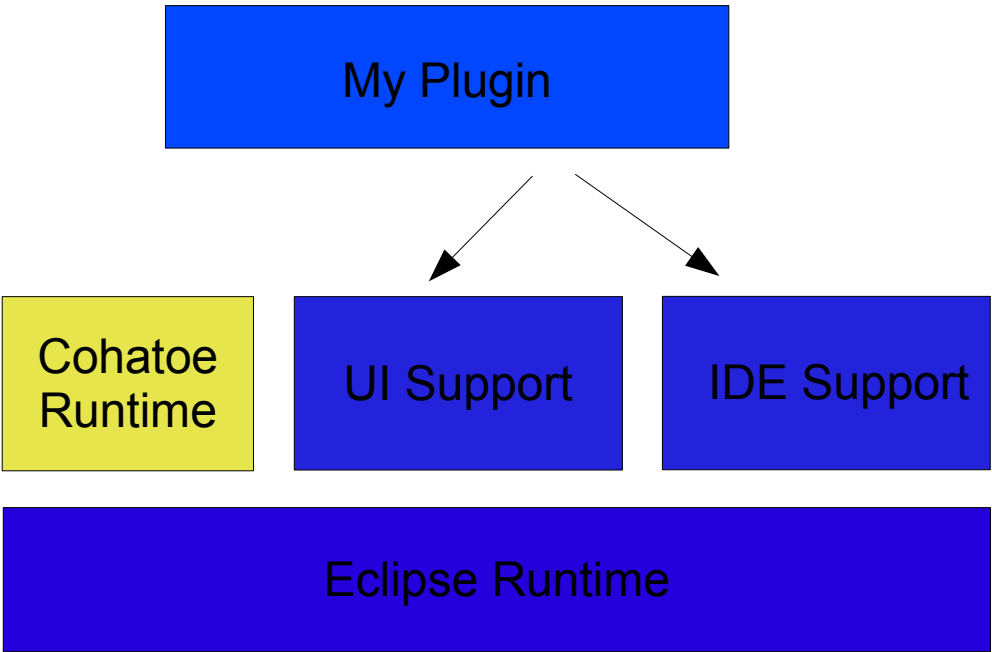 My Plugin
Cohatoe
Runtime
UI Support
IDE Support
Eclipse Runtime